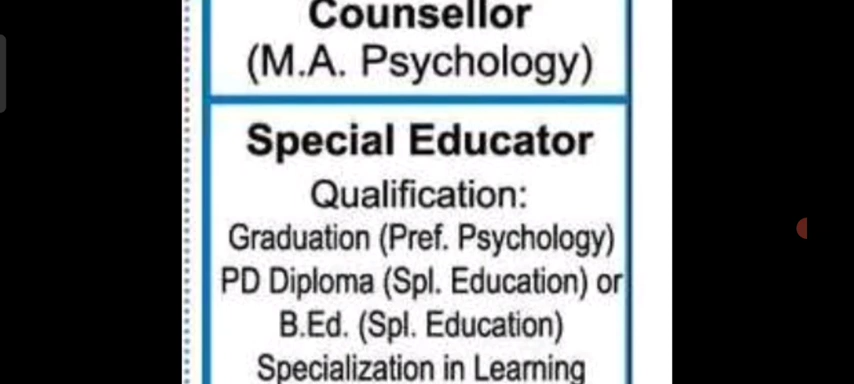 Counsellor
(M.A. Psychology)
Special Educator
Qualification:
Graduation (Pref. Psychology)
PD Diploma (Spl. Education) or
B.Ed. (Spl. Education)
Specialization in Learning